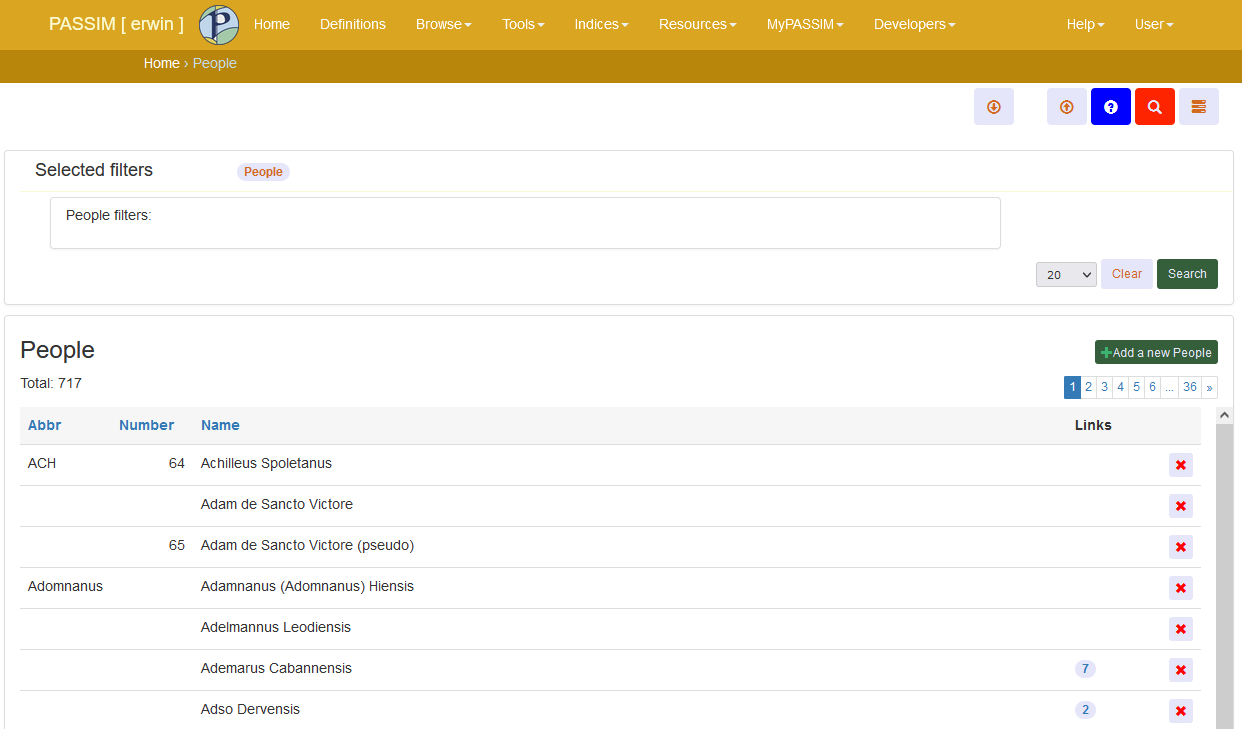 PASSIM [ erwin ] P Home Definitions Browse Tools Indices Resources MyPASSIM Developers Help User
Home › People
?
Selected filters People
People filters:
20 Clear Search
People
Add a new People
Total: 717
1 2 3 4 5 6 ... 36 »
Abbr Number Name Links
ACH 64 Achilleus Spoletanus
Adam de Sancto Victore
65 Adam de Sancto Victore (pseudo)
Adomnanus Adamnanus (Adomnanus) Hiensis
Adelmannus Leodiensis
Ademarus Cabannensis 7
Adso Dervensis 2